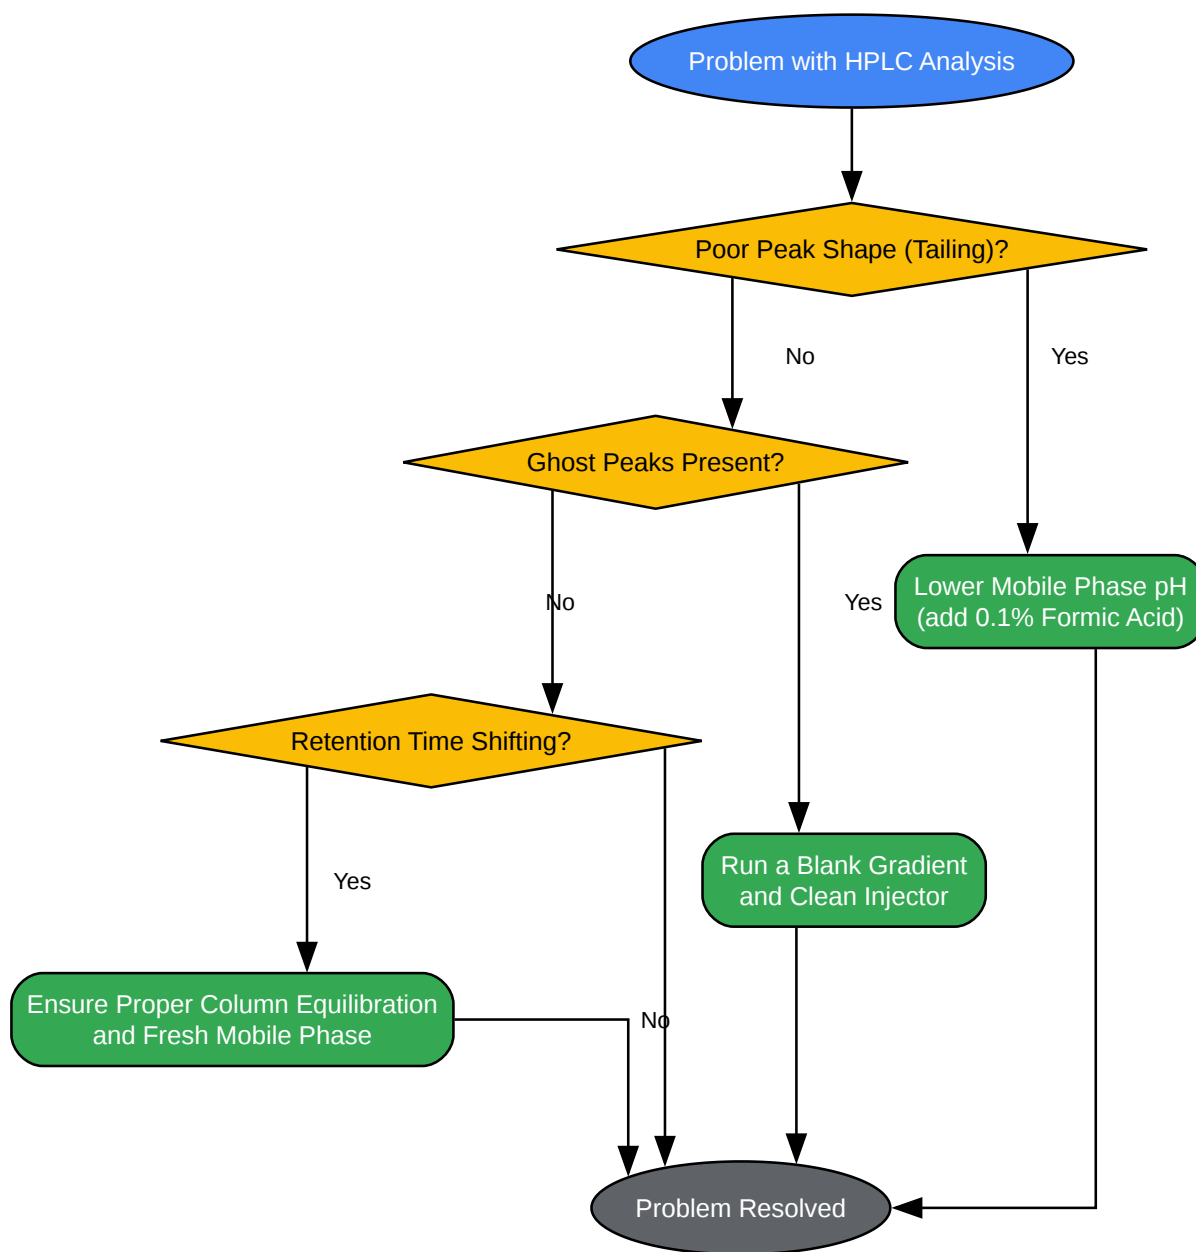 Problem with HPLC Analysis
Poor Peak Shape (Tailing)?
No
Yes
Ghost Peaks Present?
No
Yes
Lower Mobile Phase pH
(add 0.1% Formic Acid)
Retention Time Shifting?
Yes
Run a Blank Gradient
and Clean Injector
Ensure Proper Column Equilibration
and Fresh Mobile Phase
No
Problem Resolved